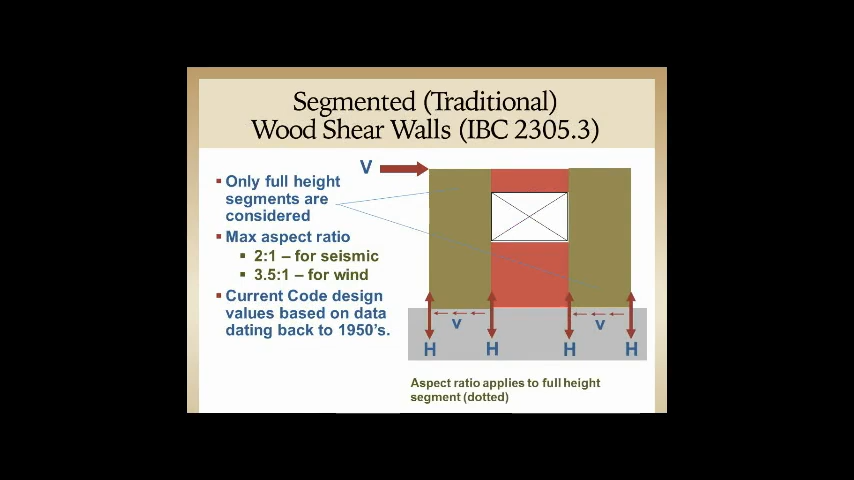 Segmented (Traditional)
Wood Shear Walls (IBC 2305.3)
V
Only full height
segments are
considered
Max aspect ratio
2:1 – for seismic
3.5:1 – for wind
Current Code design
values based on data
dating back to 1950's.
v
v
H
H
H
H
Aspect ratio applies to full height
segment (dotted)